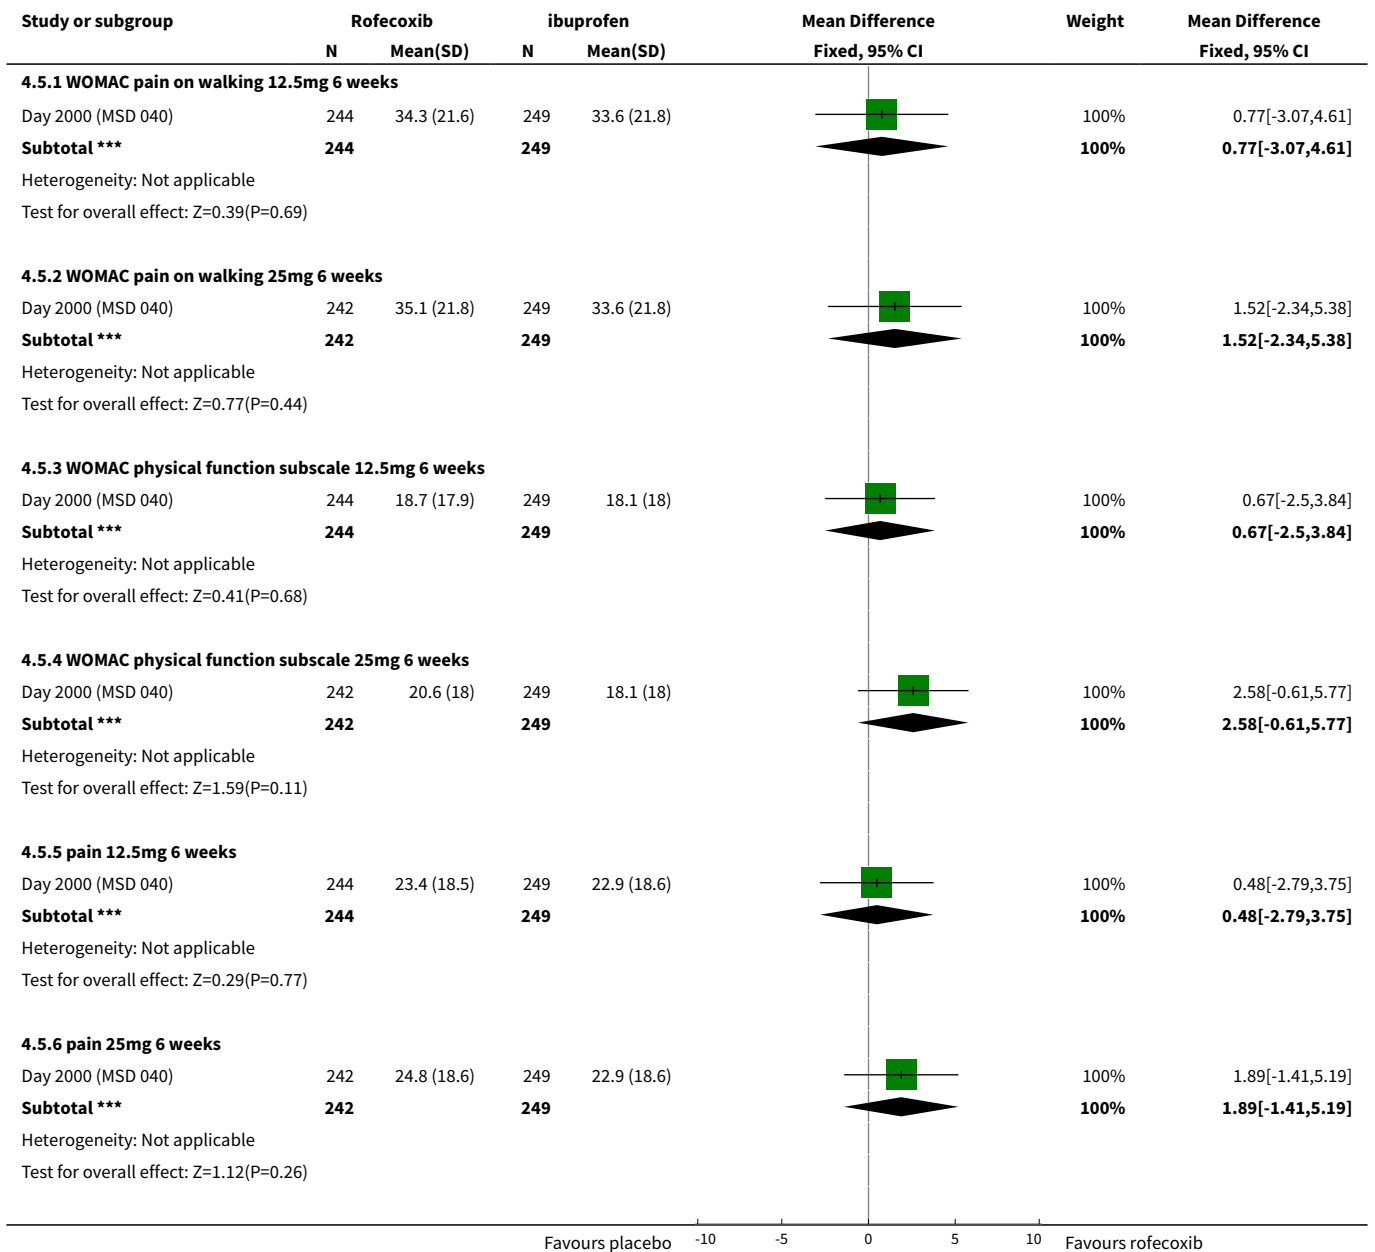 Study or subgroup Rofecoxib ibuprofen Mean Difference Weight Mean Difference
N Mean(SD) N Mean(SD) Fixed, 95% CI Fixed, 95% CI
4.5.1 WOMAC pain on walking 12.5mg 6 weeks
Day 2000 (MSD 040) 244 34.3 (21.6) 249 33.6 (21.8) 100% 0.77[-3.07,4.61]
Subtotal *** 244 249 100% 0.77[-3.07,4.61]
Heterogeneity: Not applicable
Test for overall effect: Z=0.39(P=0.69)
4.5.2 WOMAC pain on walking 25mg 6 weeks
Day 2000 (MSD 040) 242 35.1 (21.8) 249 33.6 (21.8) 100% 1.52[-2.34,5.38]
Subtotal *** 242 249 100% 1.52[-2.34,5.38]
Heterogeneity: Not applicable
Test for overall effect: Z=0.77(P=0.44)
4.5.3 WOMAC physical function subscale 12.5mg 6 weeks
Day 2000 (MSD 040) 244 18.7 (17.9) 249 18.1 (18) 100% 0.67[-2.5,3.84]
Subtotal *** 244 249 100% 0.67[-2.5,3.84]
Heterogeneity: Not applicable
Test for overall effect: Z=0.41(P=0.68)
4.5.4 WOMAC physical function subscale 25mg 6 weeks
Day 2000 (MSD 040) 242 20.6 (18) 249 18.1 (18) 100% 2.58[-0.61,5.77]
Subtotal *** 242 249 100% 2.58[-0.61,5.77]
Heterogeneity: Not applicable
Test for overall effect: Z=1.59(P=0.11)
4.5.5 pain 12.5mg 6 weeks
Day 2000 (MSD 040) 244 23.4 (18.5) 249 22.9 (18.6) 100% 0.48[-2.79,3.75]
Subtotal *** 244 249 100% 0.48[-2.79,3.75]
Heterogeneity: Not applicable
Test for overall effect: Z=0.29(P=0.77)
4.5.6 pain 25mg 6 weeks
Day 2000 (MSD 040) 242 24.8 (18.6) 249 22.9 (18.6) 100% 1.89[-1.41,5.19]
Subtotal *** 242 249 100% 1.89[-1.41,5.19]
Heterogeneity: Not applicable
Test for overall effect: Z=1.12(P=0.26)
Favours placebo -10 -5 0 5 10 Favours rofecoxib